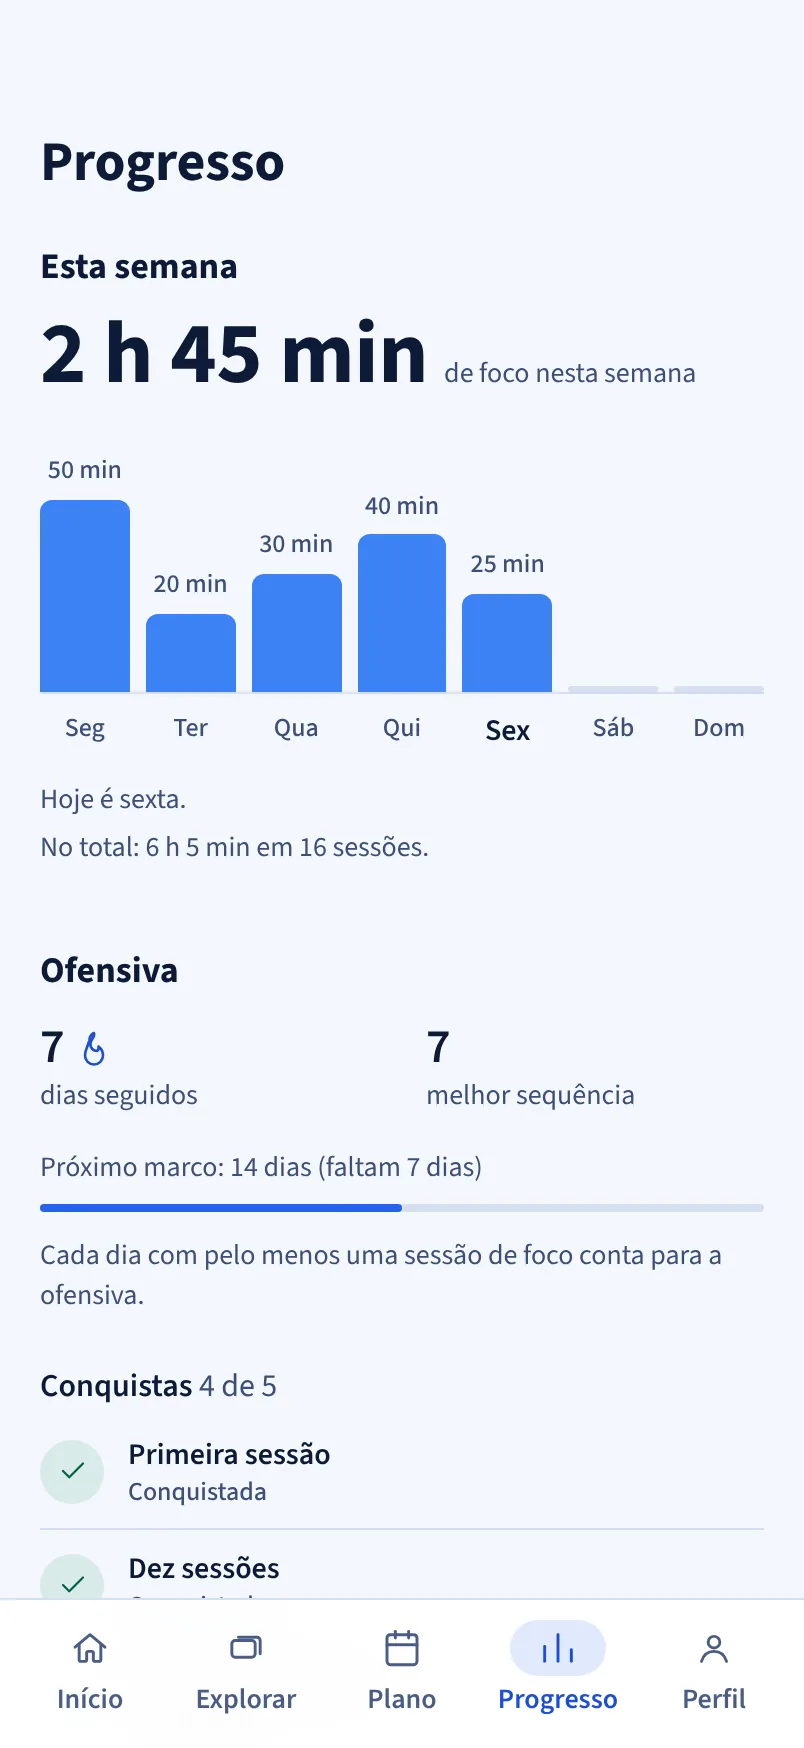 Progresso
Esta semana
2 h 45 min de foco nesta semana
50 min
40 min
30 min
25 min
20 min
Seg Ter Qua Qui Sex Sáb Dom
Hoje é sexta.
No total: 6 h 5 min em 16 sessões.
Ofensiva
7 7
dias seguidos melhor sequência
Próximo marco: 14 dias (faltam 7 dias)
Cada dia com pelo menos uma sessão de foco conta para a
ofensiva.
Conquistas 4 de 5
Primeira sessão
Conquistada
Dez sessões
Início Explorar Plano Progresso Perfil